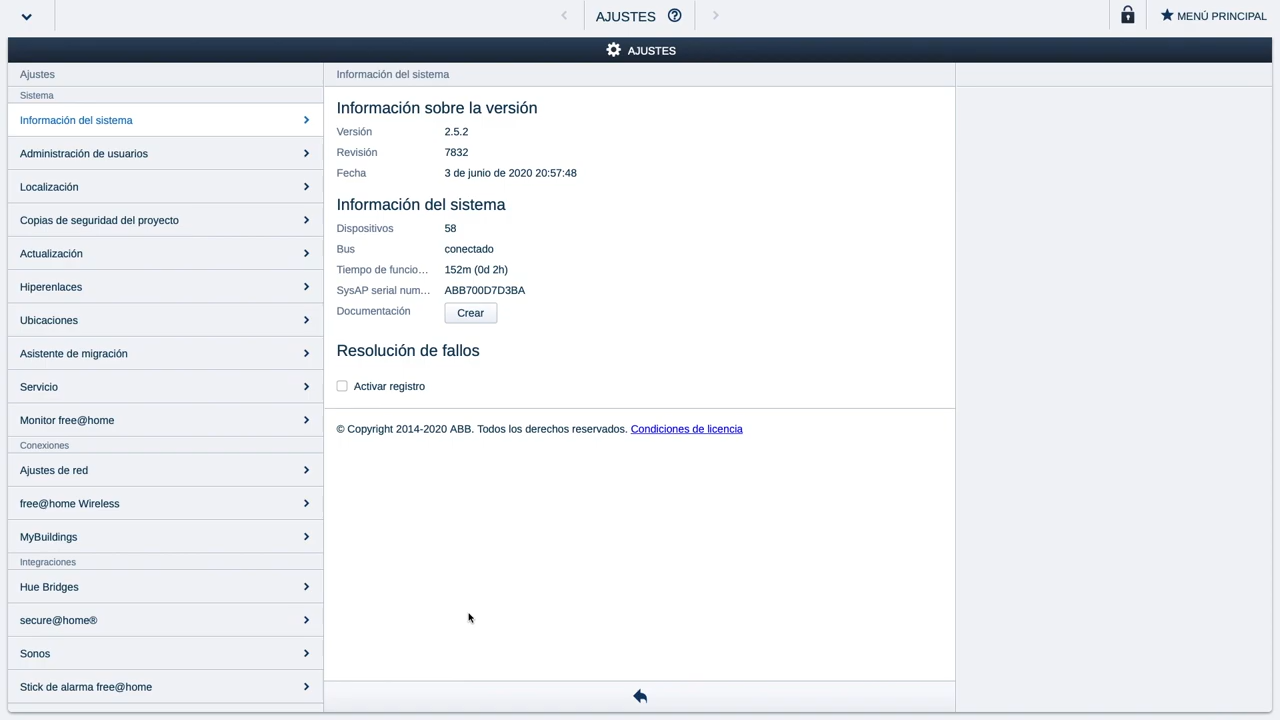 AJUSTES
MENÚ PRINCIPAL
AJUSTES
Ajustes
Sistema
Información del sistema
Administración de usuarios
Localización
Copias de seguridad del proyecto
Actualización
Hiperenlaces
Ubicaciones
Asistente de migración
Servicio
Monitor free@home
Conexiones
Ajustes de red
free@home Wireless
MyBuildings
Integraciones
Hue Bridges
secure@home®
Sonos
Stick de alarma free@home
Información del sistema
Información sobre la versión
Versión 2.5.2
Revisión 7832
Fecha 3 de junio de 2020 20:57:48
Información del sistema
Dispositivos 58
Bus conectado
Tiempo de funcio... 152m (0d 2h)
SysAP serial num... ABB700D7D3BA
Documentación Crear
Resolución de fallos
Activar registro
© Copyright 2014-2020 ABB. Todos los derechos reservados. Condiciones de licencia